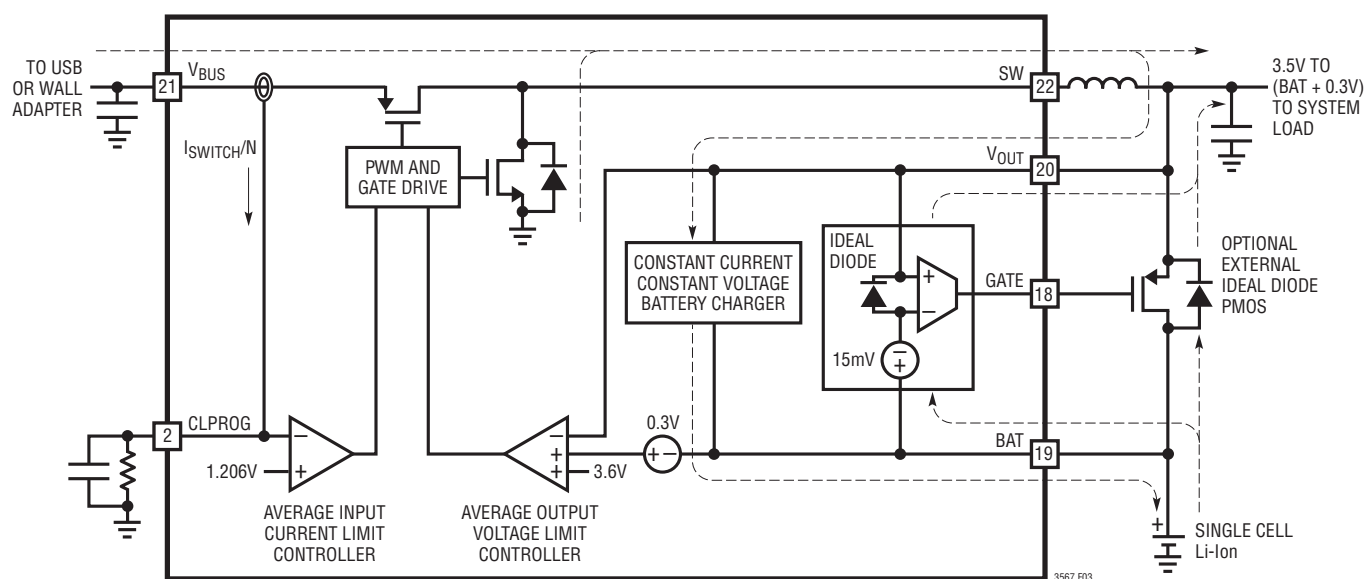 TO USB
OR WALL
ADAPTER
21
VBUS
SW
22
3.5V TO
(BAT + 0.3V)
TO SYSTEM
LOAD
ISWITCH/N
PWM AND
GATE DRIVE
VOUT
20
CONSTANT CURRENT
CONSTANT VOLTAGE
BATTERY CHARGER
IDEAL
DIODE
+
−
15mV
−
+
GATE
18
OPTIONAL
EXTERNAL
IDEAL DIODE
PMOS
2
CLPROG
−
1.206V
+
AVERAGE INPUT
CURRENT LIMIT
CONTROLLER
−
+
+
3.6V
0.3V
+ −
AVERAGE OUTPUT
VOLTAGE LIMIT
CONTROLLER
BAT
19
+
SINGLE CELL
Li-Ion
3567 F03